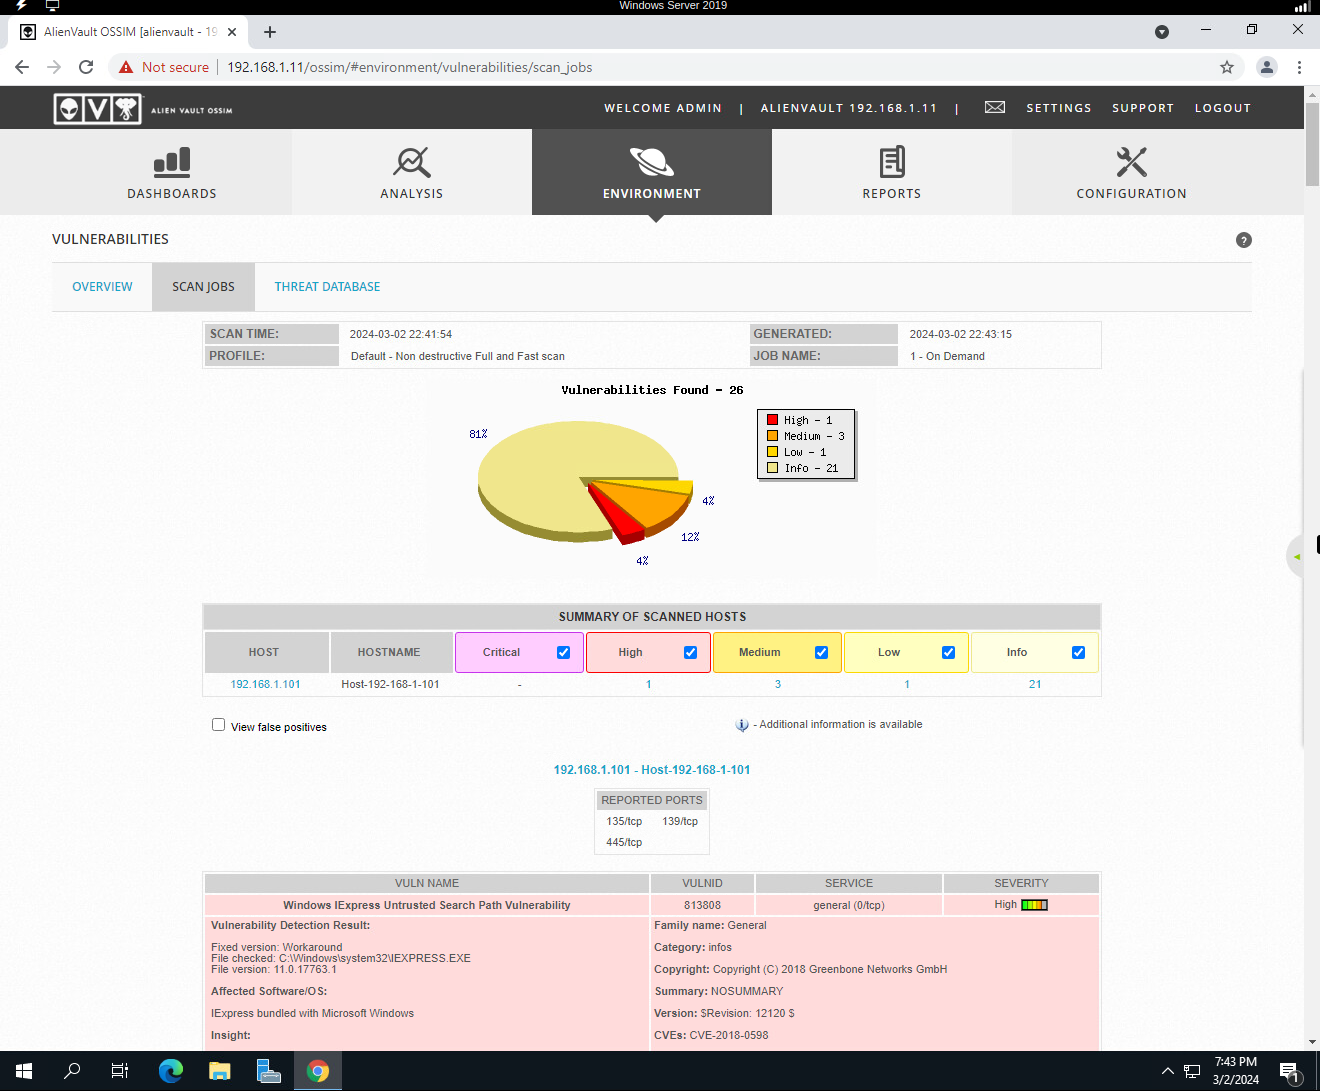 Windows Server 2019
AlienVault OSSIM [alienvault - 19
Not secure | 192.168.1.11/ossim/#environment/vulnerabilities/scan_jobs
ALIEN VAULT OSSIM
WELCOME ADMIN | ALIENVAULT 192.168.1.11 | SETTINGS SUPPORT LOGOUT
DASHBOARDS ANALYSIS ENVIRONMENT REPORTS CONFIGURATION
VULNERABILITIES ?
OVERVIEW SCAN JOBS THREAT DATABASE
SCAN TIME: 2024-03-02 22:41:54 GENERATED: 2024-03-02 22:43:15
PROFILE: Default - Non destructive Full and Fast scan JOB NAME: 1 - On Demand
Vulnerabilities Found - 26
High - 1
Medium - 3
Low - 1
Info - 21
81%
4%
12%
4%
SUMMARY OF SCANNED HOSTS
HOST HOSTNAME Critical High Medium Low Info
192.168.1.101 Host-192-168-1-101 - 1 3 1 21
View false positives i - Additional information is available
192.168.1.101 - Host-192-168-1-101
REPORTED PORTS
135/tcp 139/tcp
445/tcp
VULN NAME VULNID SERVICE SEVERITY
Windows IExpress Untrusted Search Path Vulnerability 813808 general (0/tcp) High
Vulnerability Detection Result: Family name: General
Fixed version: Workaround Category: infos
File checked: C:\Windows\system32\IEXPRESS.EXE
File version: 11.0.17763.1 Copyright: Copyright (C) 2018 Greenbone Networks GmbH
Affected Software/OS: Summary: NOSUMMARY
IExpress bundled with Microsoft Windows Version: $Revision: 12120 $
Insight: CVEs: CVE-2018-0598
7:43 PM
3/2/2024
1